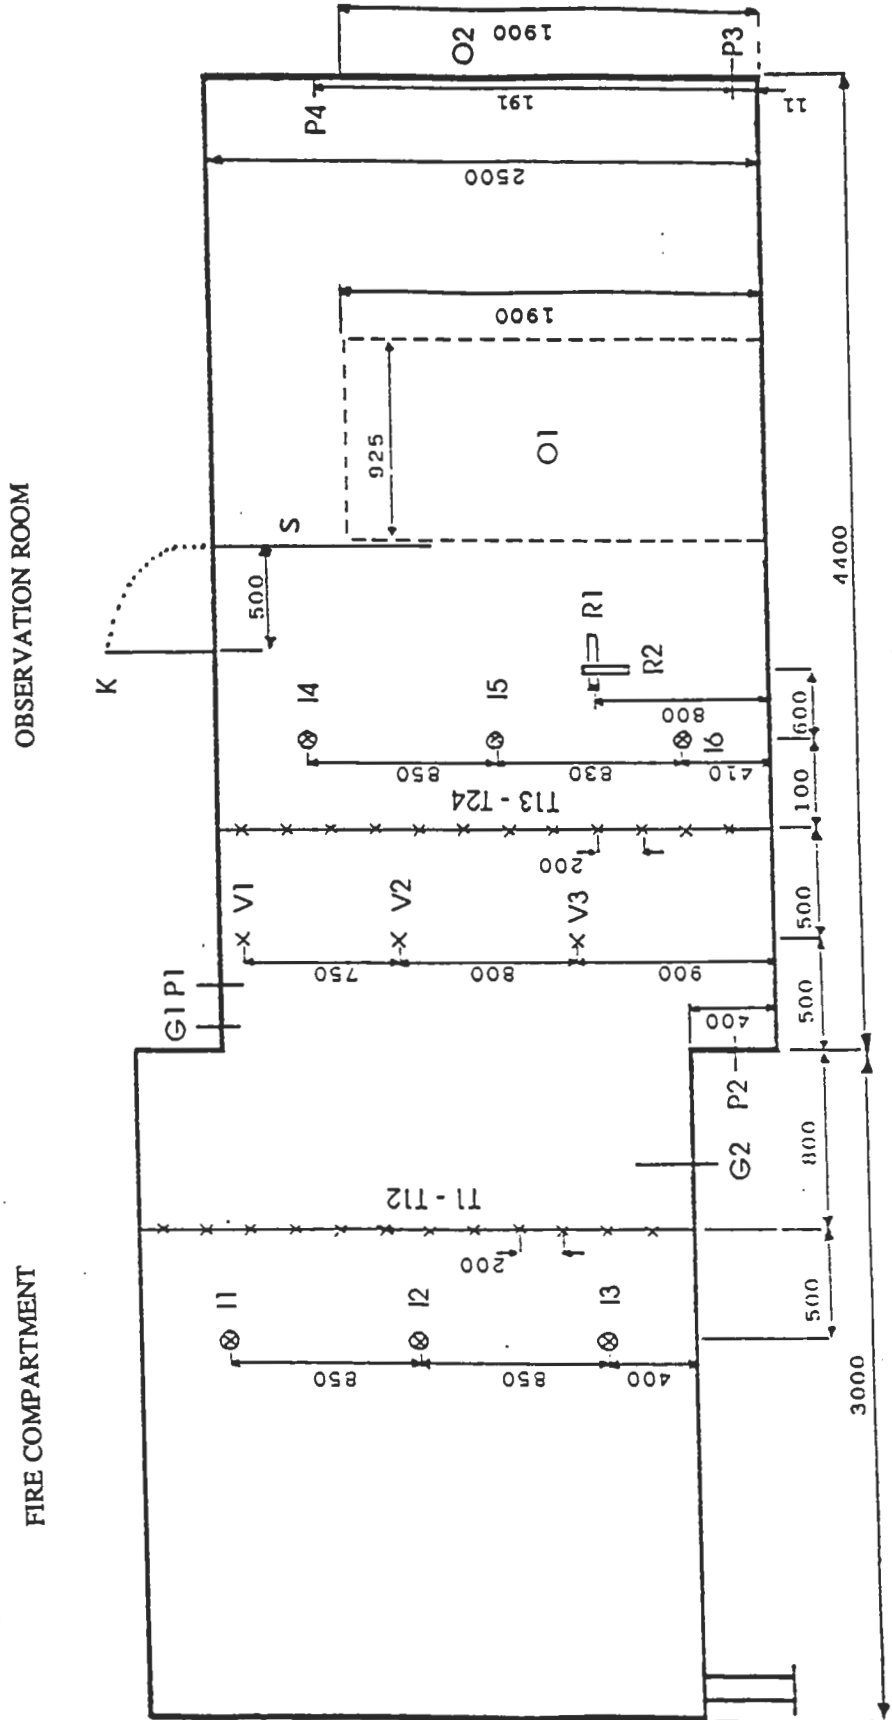 FIRE COMPARTMENT
OBSERVATION ROOM
K
S
500
G1
P1
V1
V2
V3
750
800
900
T13 - T24
200
I4
I5
I6
850
830
410
R1
R2
800
O1
925
1900
2500
P4
191
P3
11
O2
1900
I1
I2
I3
850
850
400
T1 - T12
200
G2
P2
400
500
800
500
500
100
600
3000
4400